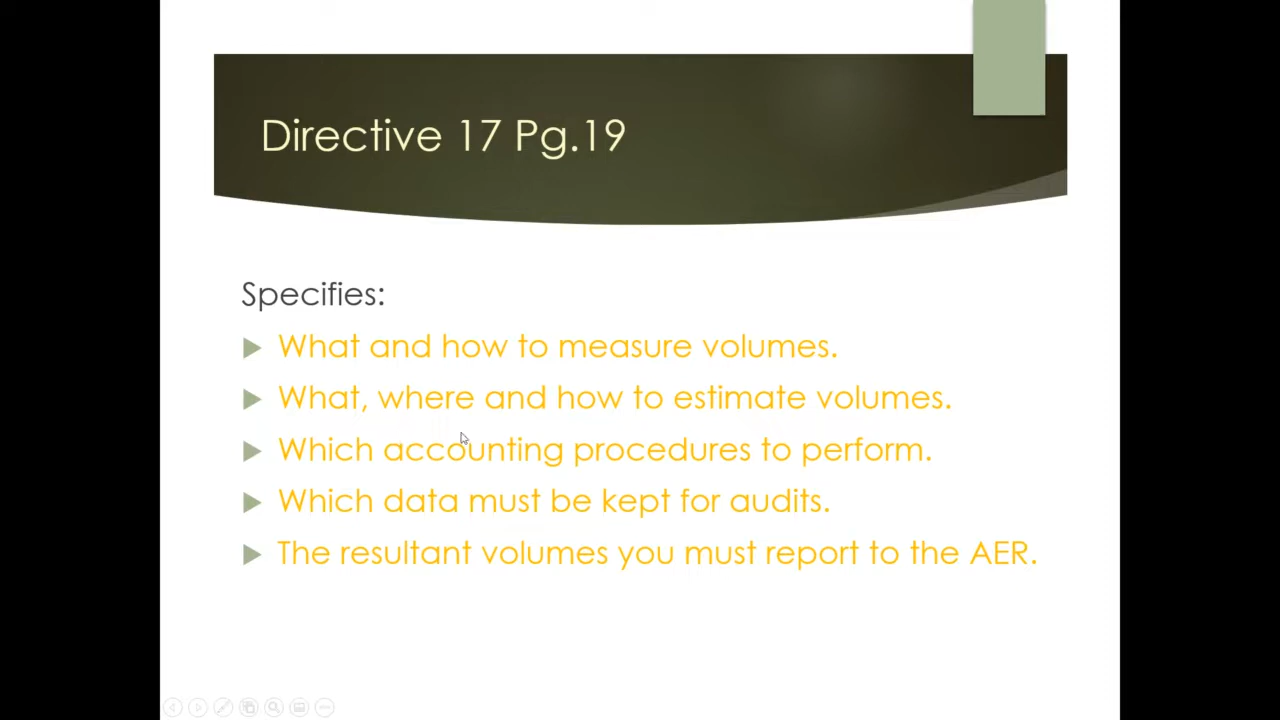 Directive 17 Pg.19
Specifies:
What and how to measure volumes.
What, where and how to estimate volumes.
Which accounting procedures to perform.
Which data must be kept for audits.
The resultant volumes you must report to the AER.